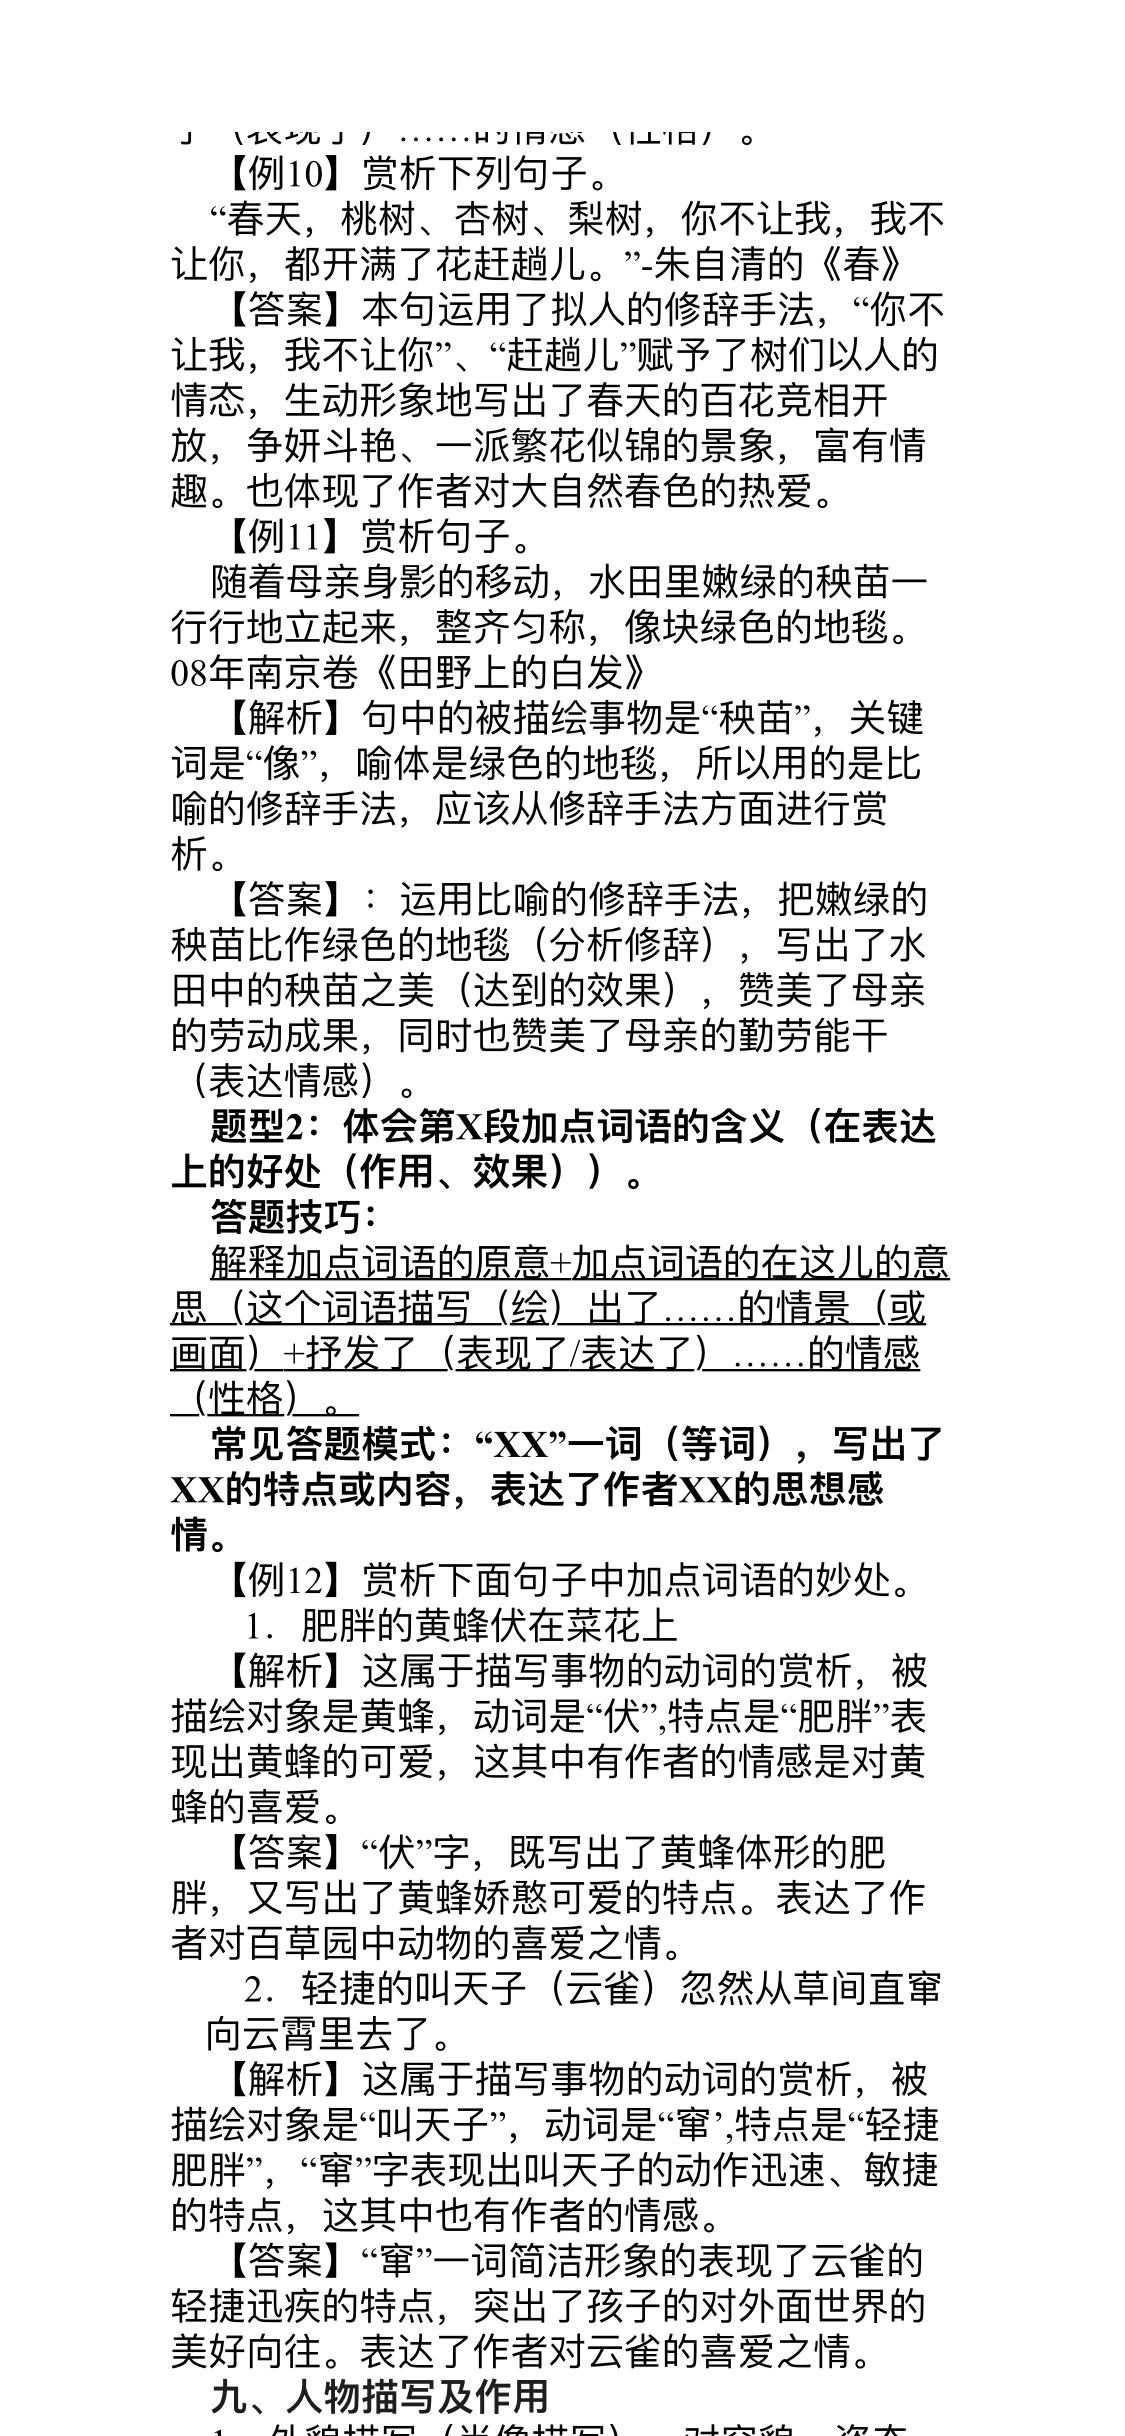 了（表现了）……的情感（性格）。
【例10】赏析下列句子。
“春天，桃树、杏树、梨树，你不让我，我不
让你，都开满了花赶趟儿。”-朱自清的《春》
【答案】本句运用了拟人的修辞手法，“你不
让我，我不让你”、“赶趟儿”赋予了树们以人的
情态，生动形象地写出了春天的百花竞相开
放，争妍斗艳、一派繁花似锦的景象，富有情
趣。也体现了作者对大自然春色的热爱。
【例11】赏析句子。
随着母亲身影的移动，水田里嫩绿的秧苗一
行行地立起来，整齐匀称，像块绿色的地毯。
08年南京卷《田野上的白发》
【解析】句中的被描绘事物是“秧苗”，关键
词是“像”，喻体是绿色的地毯，所以用的是比
喻的修辞手法，应该从修辞手法方面进行赏
析。
【答案】：运用比喻的修辞手法，把嫩绿的
秧苗比作绿色的地毯（分析修辞），写出了水
田中的秧苗之美（达到的效果），赞美了母亲
的劳动成果，同时也赞美了母亲的勤劳能干
（表达情感）。
题型2：体会第X段加点词语的含义（在表达
上的好处（作用、效果））。
答题技巧：
解释加点词语的原意+加点词语的在这儿的意
思（这个词语描写（绘）出了……的情景（或
画面）+抒发了（表现了/表达了）……的情感
（性格）。
常见答题模式：“XX”一词（等词），写出了
XX的特点或内容，表达了作者XX的思想感
情。
【例12】赏析下面句子中加点词语的妙处。
1．肥胖的黄蜂伏在菜花上
【解析】这属于描写事物的动词的赏析，被
描绘对象是黄蜂，动词是“伏”,特点是“肥胖”表
现出黄蜂的可爱，这其中有作者的情感是对黄
蜂的喜爱。
【答案】“伏”字，既写出了黄蜂体形的肥
胖，又写出了黄蜂娇憨可爱的特点。表达了作
者对百草园中动物的喜爱之情。
2．轻捷的叫天子（云雀）忽然从草间直窜
向云霄里去了。
【解析】这属于描写事物的动词的赏析，被
描绘对象是“叫天子”，动词是“窜’,特点是“轻捷
肥胖”，“窜”字表现出叫天子的动作迅速、敏捷
的特点，这其中也有作者的情感。
【答案】“窜”一词简洁形象的表现了云雀的
轻捷迅疾的特点，突出了孩子的对外面世界的
美好向往。表达了作者对云雀的喜爱之情。
九、人物描写及作用
1．外貌描写（肖像描写）：对容貌、姿态